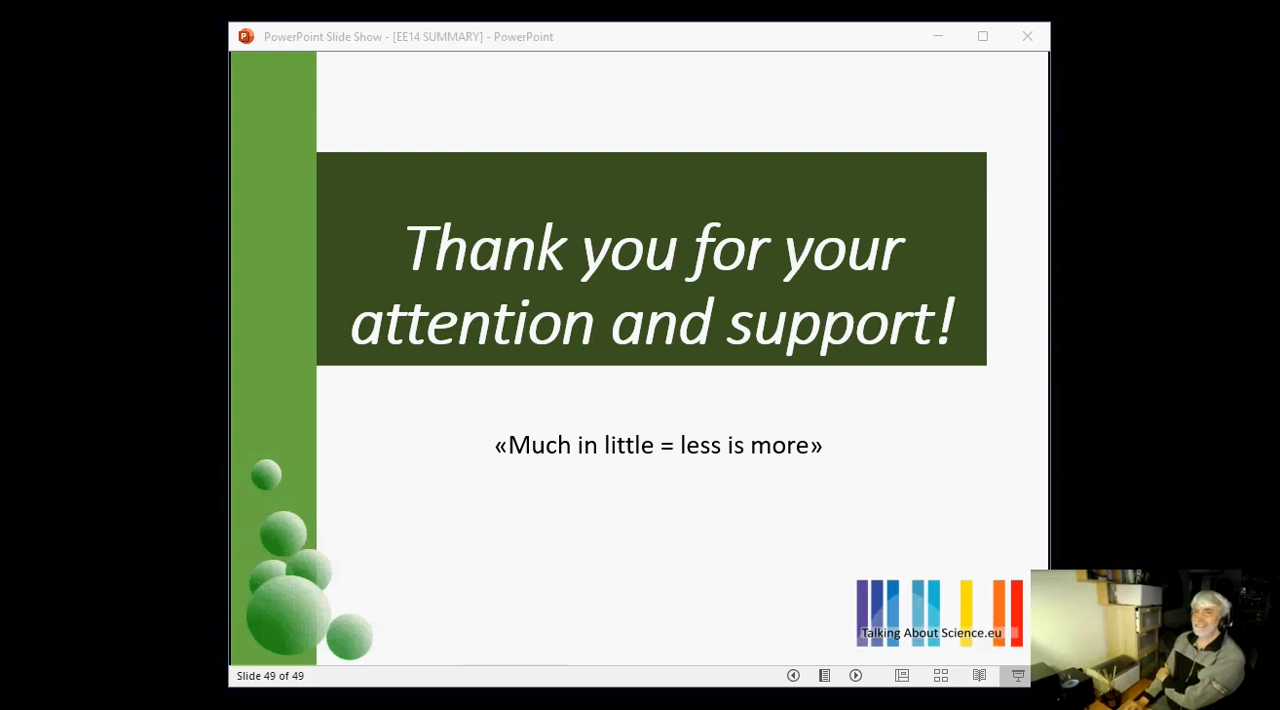 PowerPoint Slide Show - [EE14 SUMMARY] - PowerPoint
Thank you for your
attention and support!
«Much in little = less is more»
Talking About Science.eu
Slide 49 of 49